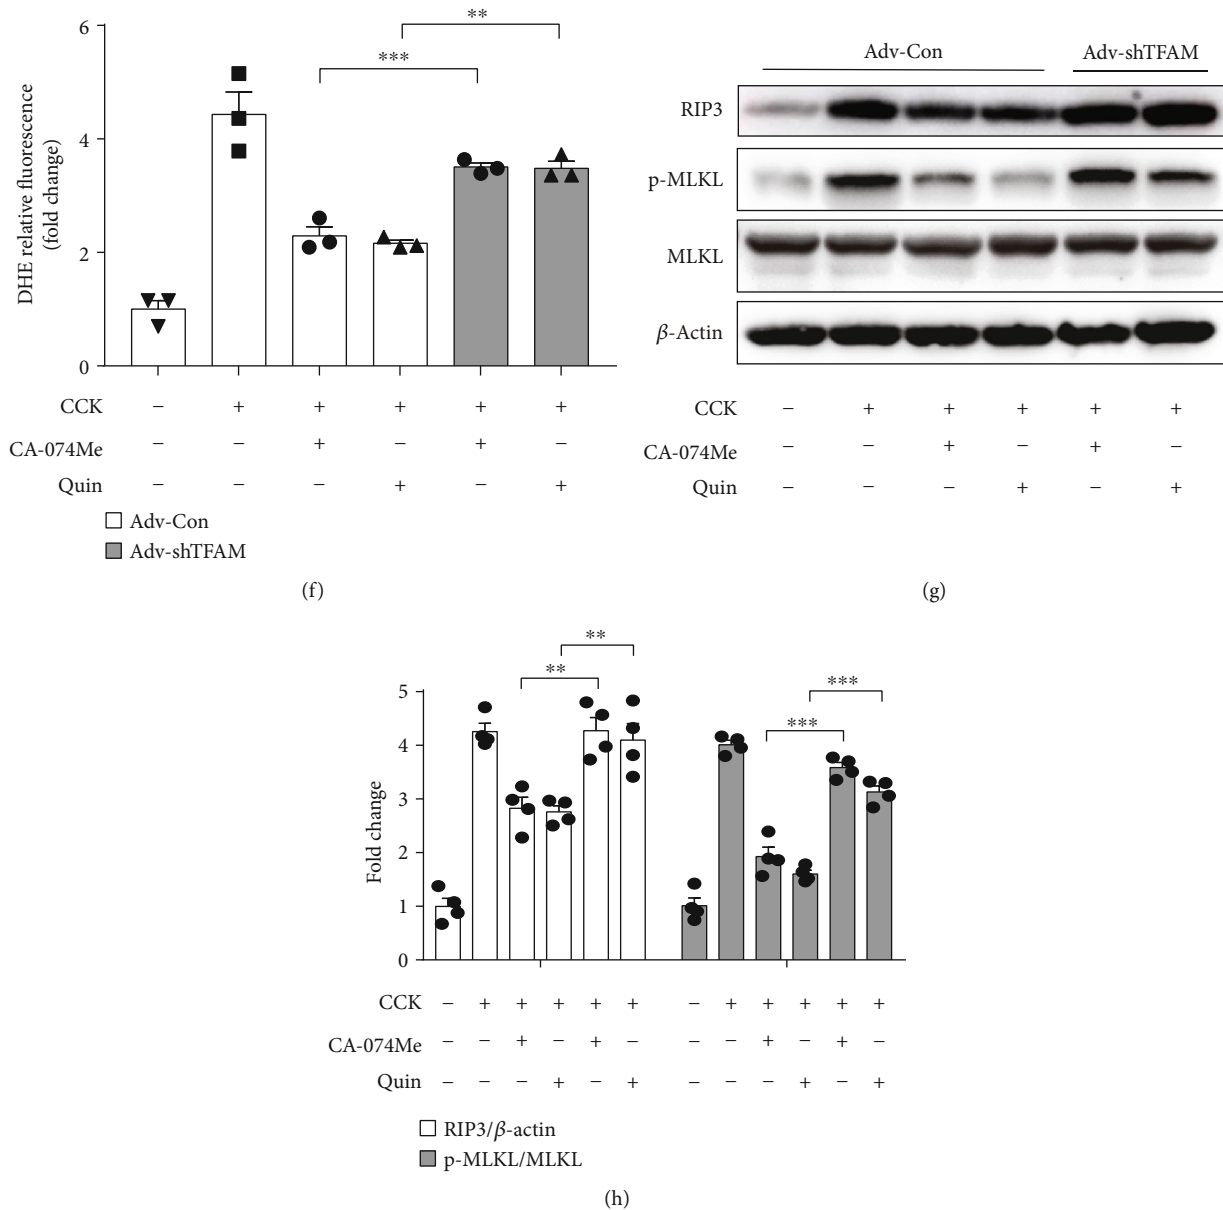 6
4
2
0
DHE relative fluorescence
(fold change)
**
***
CCK − + + + + +
CA-074Me − − + − + −
Quin − − − + − +
Adv-Con
Adv-shTFAM
(f)
Adv-Con Adv-shTFAM
RIP3
p-MLKL
MLKL
β-Actin
CCK − + + + + +
CA-074Me − − + − + −
Quin − − − + − +
(g)
5
4
3
2
1
0
Fold change
**
**
***
***
CCK − + + + + + − + + + + +
CA-074Me − − + − + − − − + − + −
Quin − − − + − + − − − + − +
RIP3/β-actin
p-MLKL/MLKL
(h)